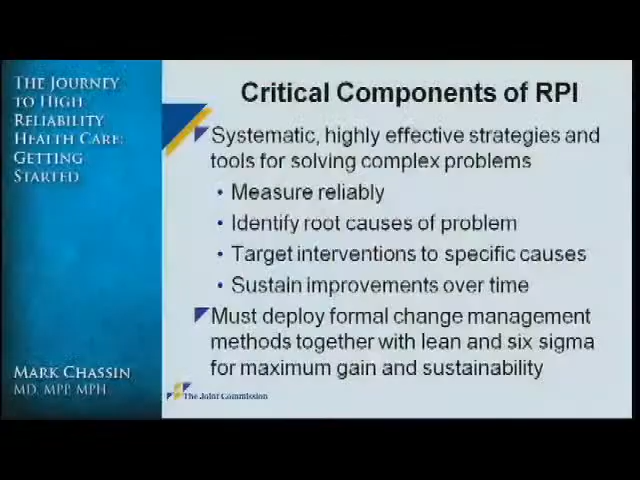 THE JOURNEY
TO HIGH
RELIABILITY
HEALTH CARE:
GETTING
STARTED
MARK CHASSIN
MD, MPP, MPH
Critical Components of RPI
Systematic, highly effective strategies and
tools for solving complex problems
• Measure reliably
• Identify root causes of problem
• Target interventions to specific causes
• Sustain improvements over time
Must deploy formal change management
methods together with lean and six sigma
for maximum gain and sustainability
The Joint Commission